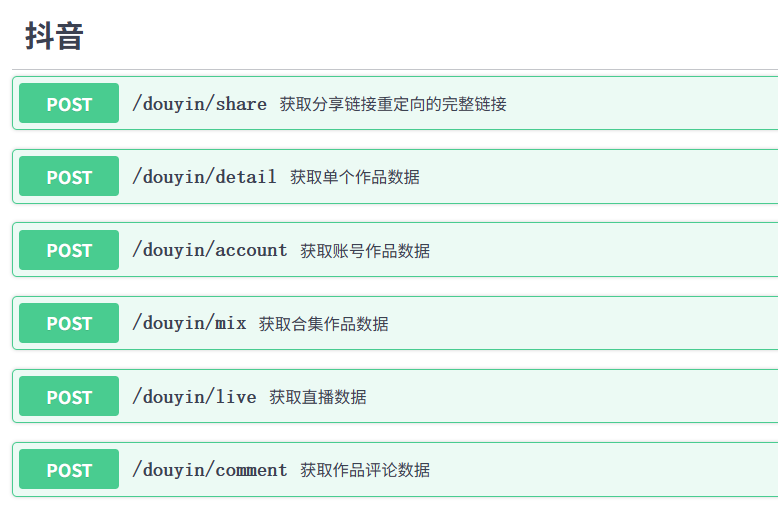 抖音
POST /douyin/share 获取分享链接重定向的完整链接
POST /douyin/detail 获取单个作品数据
POST /douyin/account 获取账号作品数据
POST /douyin/mix 获取合集作品数据
POST /douyin/live 获取直播数据
POST /douyin/comment 获取作品评论数据